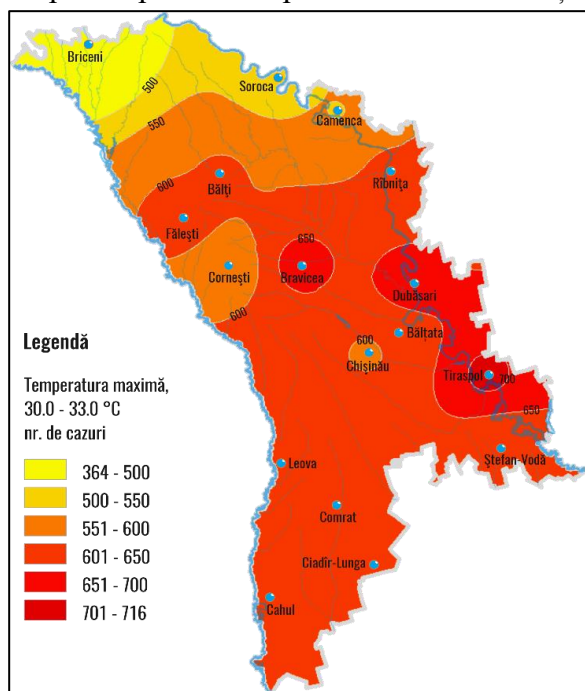 Briceni
Soroca
500
Camenca
550
600
Bălți
Rîbnița
Fălești
650
Cornești
Bravicea
Dubăsari
600
Bălțata
600
Chișinău
Tiraspol
700
650
Ștefan-Vodă
Leova
Comrat
Ciadîr-Lunga
Cahul
Legendă
Temperatura maximă,
30.0 - 33.0 °C
nr. de cazuri
364 - 500
500 - 550
551 - 600
601 - 650
651 - 700
701 - 716